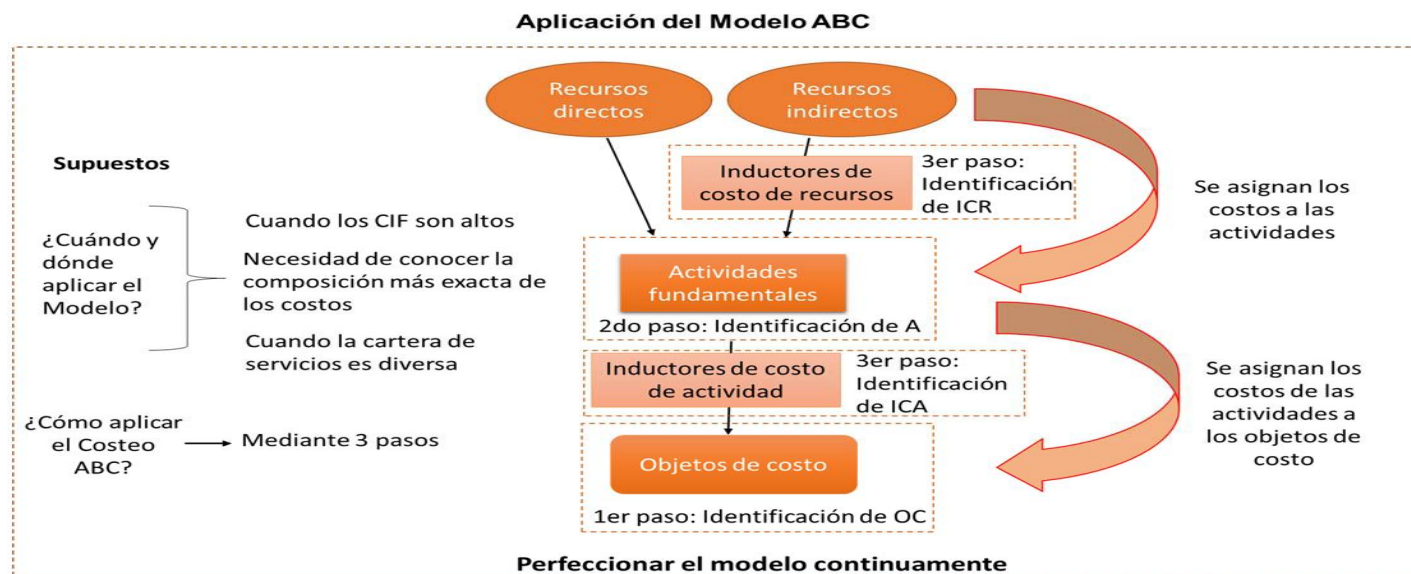 Aplicación del Modelo ABC
Recursos
directos
Recursos
indirectos
Supuestos
¿Cuándo y
dónde
aplicar el
Modelo?
Cuando los CIF son altos
Necesidad de conocer la
composición más exacta de
los costos
Cuando la cartera de
servicios es diversa
¿Cómo aplicar
el Costeo
ABC?
Mediante 3 pasos
Inductores de
costo de recursos
3er paso:
Identificación
de ICR
Actividades
fundamentales
2do paso: Identificación de A
Inductores de costo
de actividad
3er paso:
Identificación
de ICA
Objetos de costo
1er paso: Identificación de OC
Se asignan los
costos a las
actividades
Se asignan los
costos de las
actividades a
los objetos de
costo
Perfeccionar el modelo continuamente